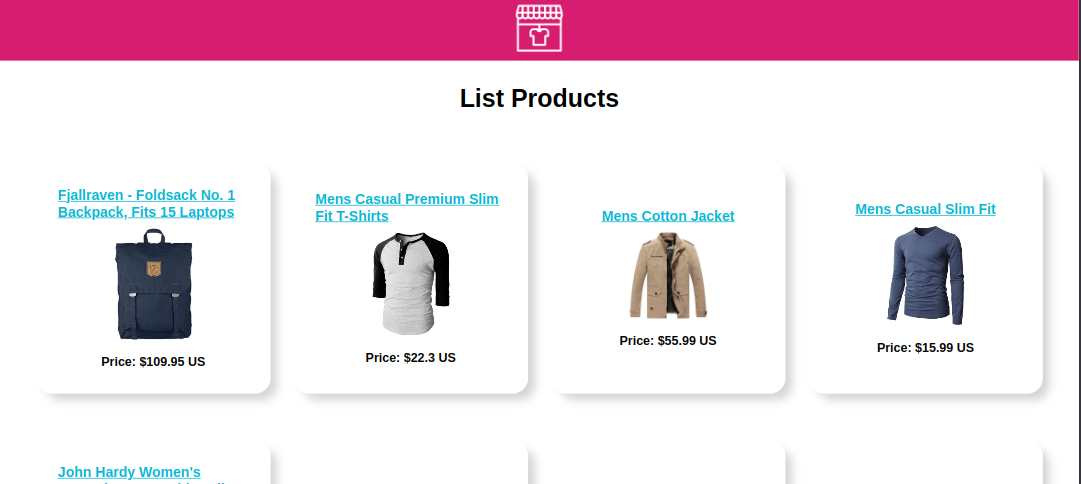 List Products
Fjallraven - Foldsack No. 1
Backpack, Fits 15 Laptops
Price: $109.95 US
Mens Casual Premium Slim
Fit T-Shirts
Price: $22.3 US
Mens Cotton Jacket
Price: $55.99 US
Mens Casual Slim Fit
Price: $15.99 US
John Hardy Women's